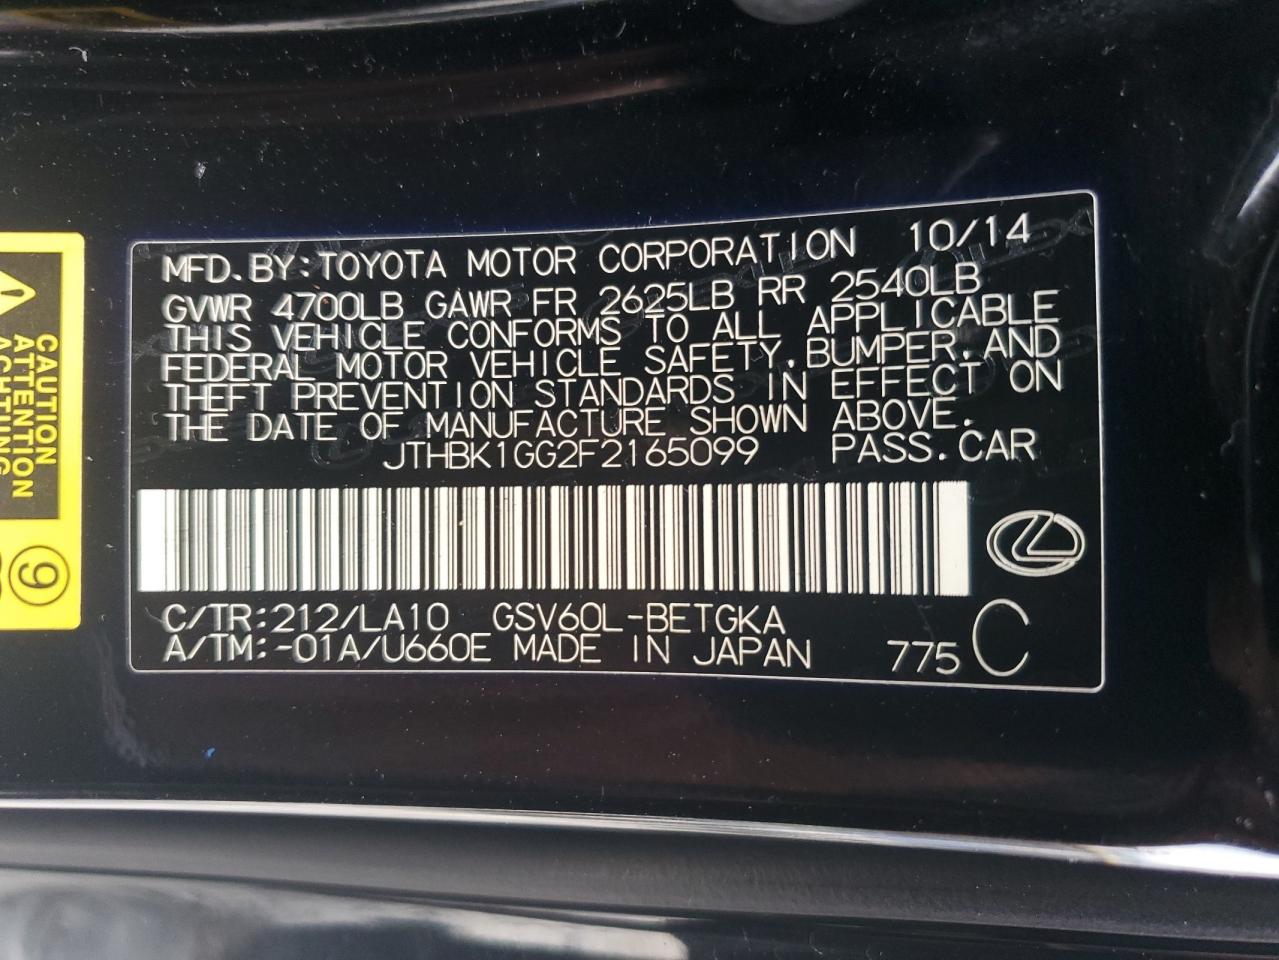 MFD.BY:TOYOTA MOTOR CORPORATION 10/14
GVWR 4700LB GAWR FR 2625LB RR 2540LB
THIS VEHICLE CONFORMS TO ALL APPLICABLE
FEDERAL MOTOR VEHICLE SAFETY,BUMPER,AND
THEFT PREVENTION STANDARDS IN EFFECT ON
THE DATE OF MANUFACTURE SHOWN ABOVE.
JTHBK1GG2F2165099 PASS.CAR
C/TR:212/LA10 GSV60L-BETGKA
A/TM:-01A/U660E MADE IN JAPAN 775 C
CAUTION
ATTENTION
ACHTUNG
9